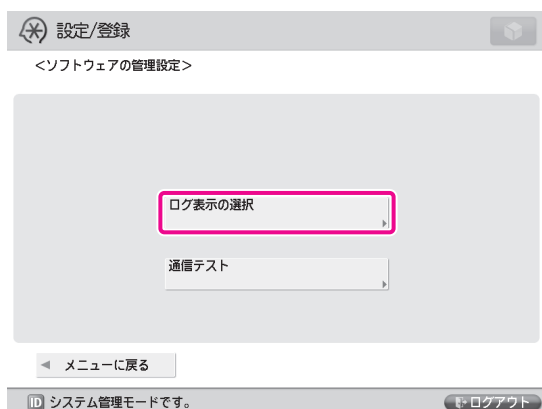 設定/登録
<ソフトウェアの管理設定>
ログ表示の選択
通信テスト
メニューに戻る
ID システム管理モードです。
ログアウト